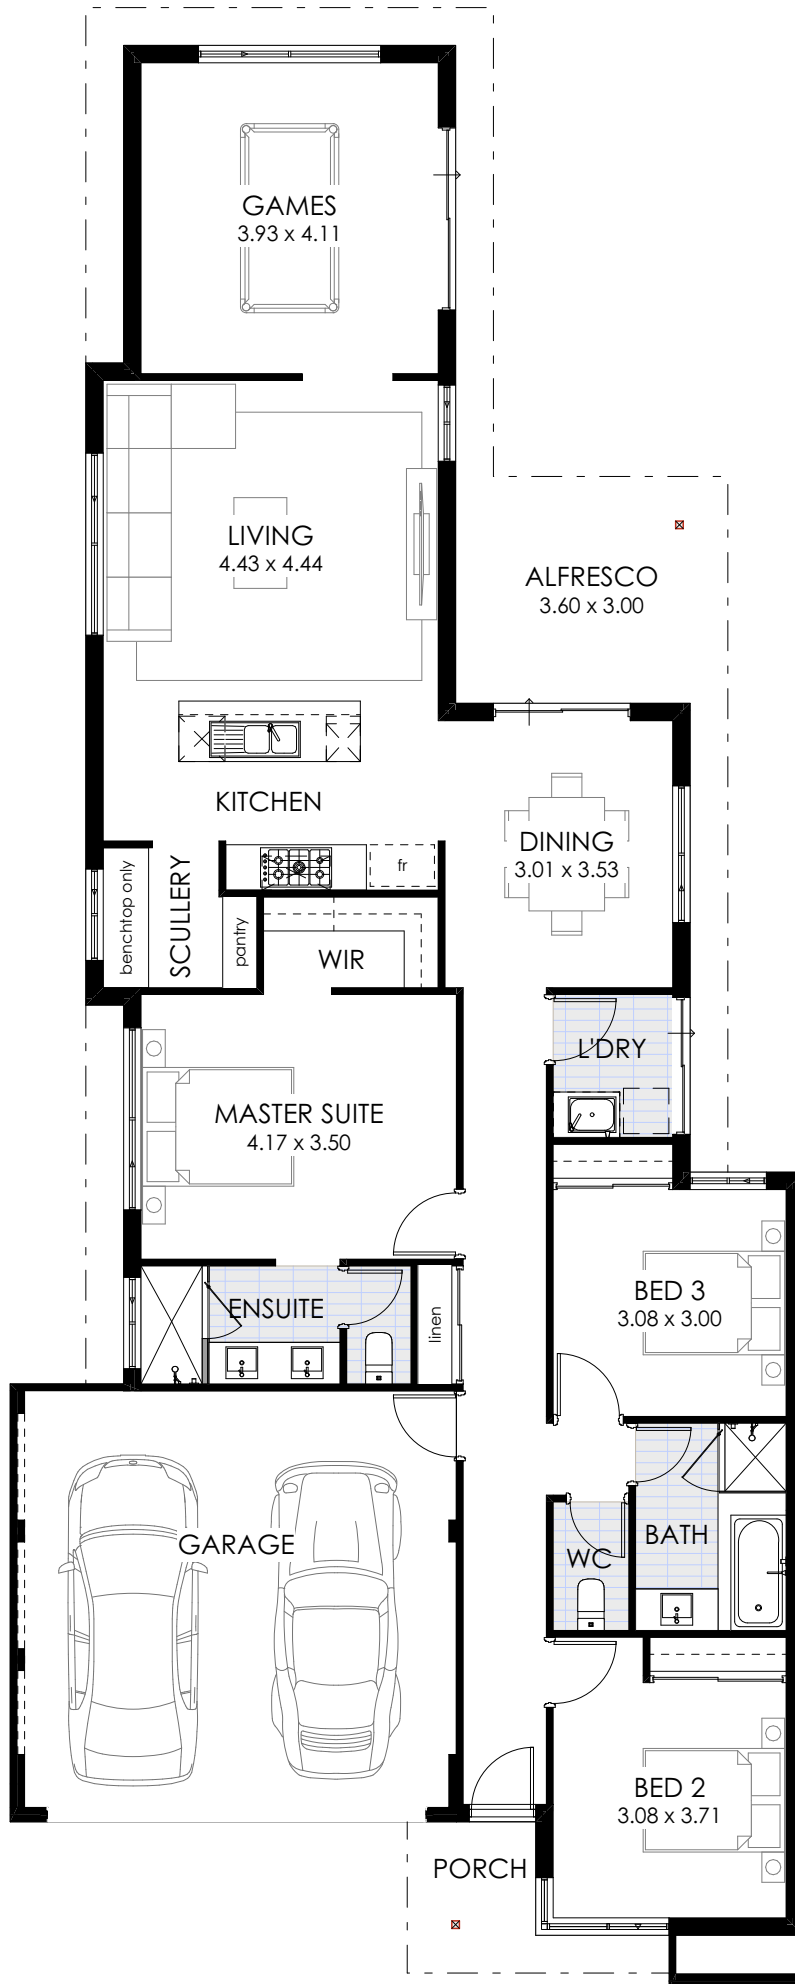 GAMES
3.93 x 4.11
LIVING
4.43 x 4.44
ALFRESCO
3.60 x 3.00
KITCHEN
DINING
3.01 x 3.53
fr
benchtop only
SCULLERY
pantry
WIR
L'DRY
MASTER SUITE
4.17 x 3.50
ENSUITE
linen
BED 3
3.08 x 3.00
GARAGE
BATH
WC
BED 2
3.08 x 3.71
PORCH